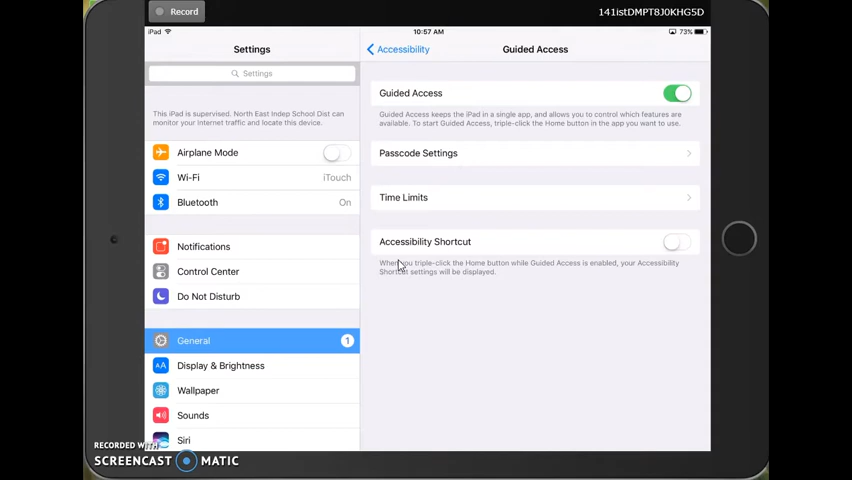 Record
141istDMPT8J0KHG5D
iPad
10:57 AM
73%
Settings
Accessibility
Guided Access
Settings
This iPad is supervised. North East Indep School Dist can
monitor your Internet traffic and locate this device.
Airplane Mode
Wi-Fi
iTouch
Bluetooth
On
Notifications
Control Center
Do Not Disturb
General
1
AA
Display & Brightness
Wallpaper
Sounds
Siri
Guided Access
Guided Access keeps the iPad in a single app, and allows you to control which features are
available. To start Guided Access, triple-click the Home button in the app you want to use.
Passcode Settings
Time Limits
Accessibility Shortcut
When you triple-click the Home button while Guided Access is enabled, your Accessibility
Shortcut settings will be displayed.
RECORDED WITH
SCREENCAST MATIC